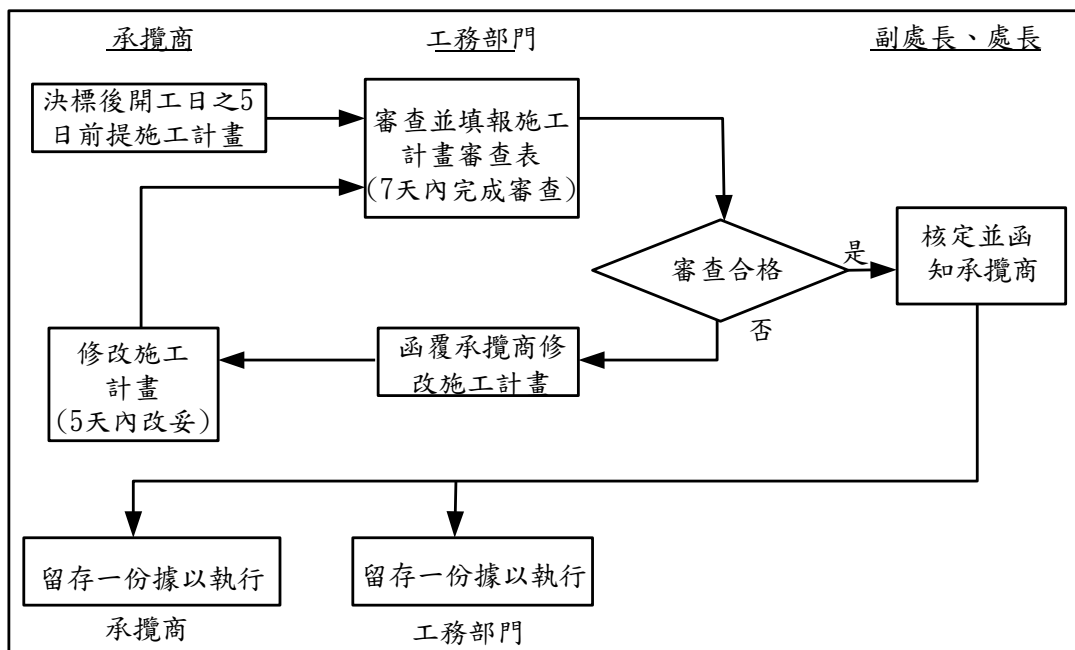 承攬商
工務部門
副處長、處長
決標後開工日之5
日前提施工計畫
審查並填報施工
計畫審查表
(7天內完成審查)
審查合格
是
核定並函
知承攬商
否
函覆承攬商修
改施工計畫
修改施工
計畫
(5天內改妥)
留存一份據以執行
承攬商
留存一份據以執行
工務部門